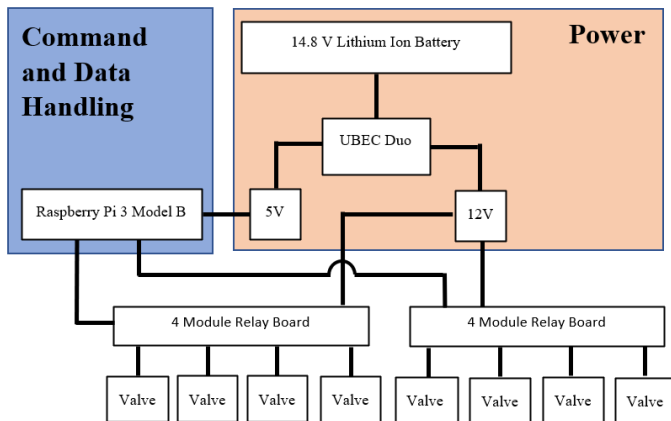 Command
and Data
Handling
14.8 V Lithium Ion Battery
Power
UBEC Duo
Raspberry Pi 3 Model B
5V
12V
4 Module Relay Board
4 Module Relay Board
Valve
Valve
Valve
Valve
Valve
Valve
Valve
Valve